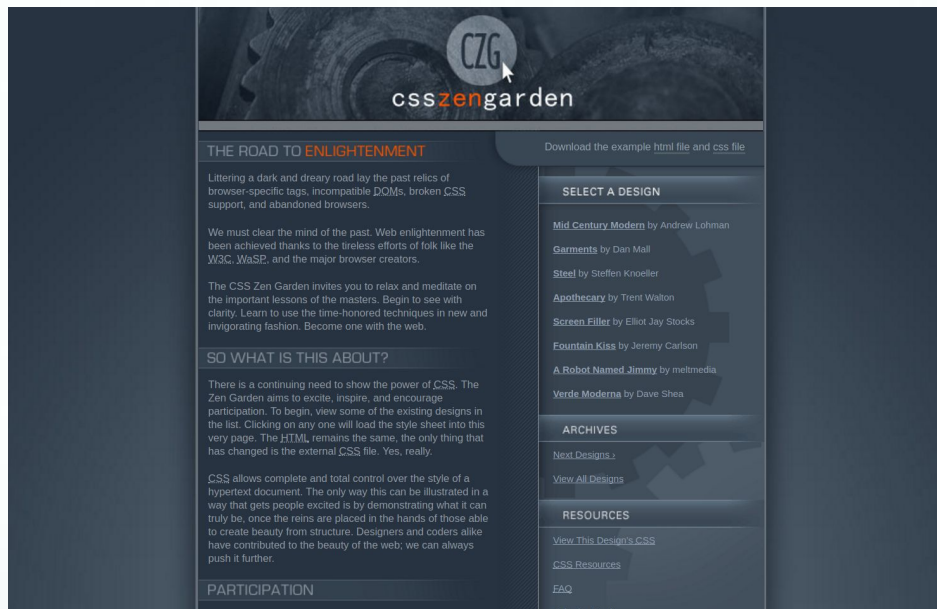 CZG
csszengarden
Download the example html file and css file
THE ROAD TO ENLIGHTENMENT
Littering a dark and dreary road lay the past relics of
browser-specific tags, incompatible DOMs, broken CSS
support, and abandoned browsers.
We must clear the mind of the past. Web enlightenment has
been achieved thanks to the tireless efforts of folk like the
W3C, WaSP, and the major browser creators.
The CSS Zen Garden invites you to relax and meditate on
the important lessons of the masters. Begin to see with
clarity. Learn to use the time-honored techniques in new and
invigorating fashion. Become one with the web.
SO WHAT IS THIS ABOUT?
There is a continuing need to show the power of CSS. The
Zen Garden aims to excite, inspire, and encourage
participation. To begin, view some of the existing designs in
the list. Clicking on any one will load the style sheet into this
very page. The HTML remains the same, the only thing that
has changed is the external CSS file. Yes, really.
CSS allows complete and total control over the style of a
hypertext document. The only way this can be illustrated in a
way that gets people excited is by demonstrating what it can
truly be, once the reins are placed in the hands of those able
to create beauty from structure. Designers and coders alike
have contributed to the beauty of the web; we can always
push it further.
PARTICIPATION
SELECT A DESIGN
Mid Century Modern by Andrew Lohman
Garments by Dan Mall
Steel by Steffen Knoeller
Apothecary by Trent Walton
Screen Filler by Elliot Jay Stocks
Fountain Kiss by Jeremy Carlson
A Robot Named Jimmy by meltmedia
Verde Moderna by Dave Shea
ARCHIVES
Next Designs ›
View All Designs
RESOURCES
View This Design's CSS
CSS Resources
FAQ